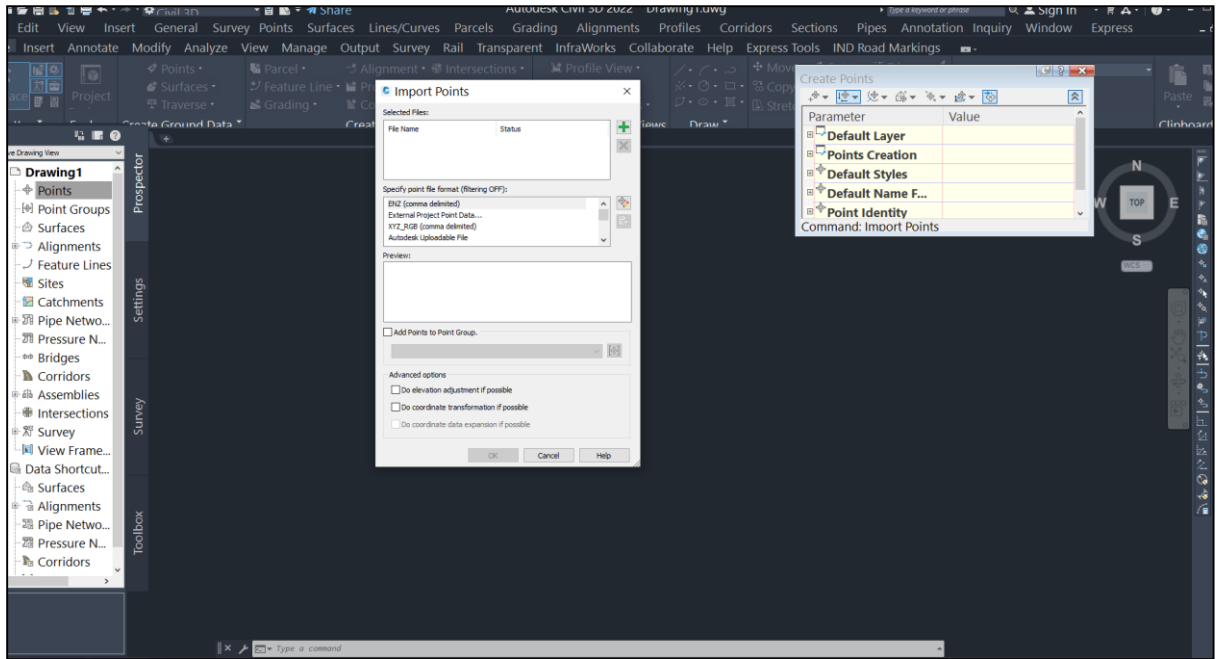 Civil 3D Share Autodesk Civil 3D 2022 Drawing1.dwg Type a keyword or phrase Sign In
Edit View Insert General Survey Points Surfaces Lines/Curves Parcels Grading Alignments Profiles Corridors Sections Pipes Annotation Inquiry Window Express
Insert Annotate Modify Analyze View Manage Output Survey Rail Transparent InfraWorks Collaborate Help Express Tools IND Road Markings
Points Parcel Alignment Intersections Profile View Move
Surfaces Feature Line Copy
Project Traverse Grading Stretch Paste
Create Ground Data Draw Clipboard
Drawing View
Drawing1
Points
Point Groups
Surfaces
Alignments
Feature Lines
Sites
Catchments
Pipe Netwo...
Pressure N...
Bridges
Corridors
Assemblies
Intersections
Survey
View Frame...
Data Shortcut...
Surfaces
Alignments
Pipe Netwo...
Pressure N...
Corridors
Prospector
Settings
Survey
Toolbox
Import Points
Selected Files:
File Name Status
Specify point file format (filtering OFF):
ENZ (comma delimited)
External Project Point Data...
XYZ_RGB (comma delimited)
Autodesk Uploadable File
Preview:
Add Points to Point Group.
Advanced options
Do elevation adjustment if possible
Do coordinate transformation if possible
Do coordinate data expansion if possible
OK Cancel Help
Create Points
Parameter Value
Default Layer
Points Creation
Default Styles
Default Name F...
Point Identity
Command: Import Points
N
W TOP E
S
WCS
Type a command